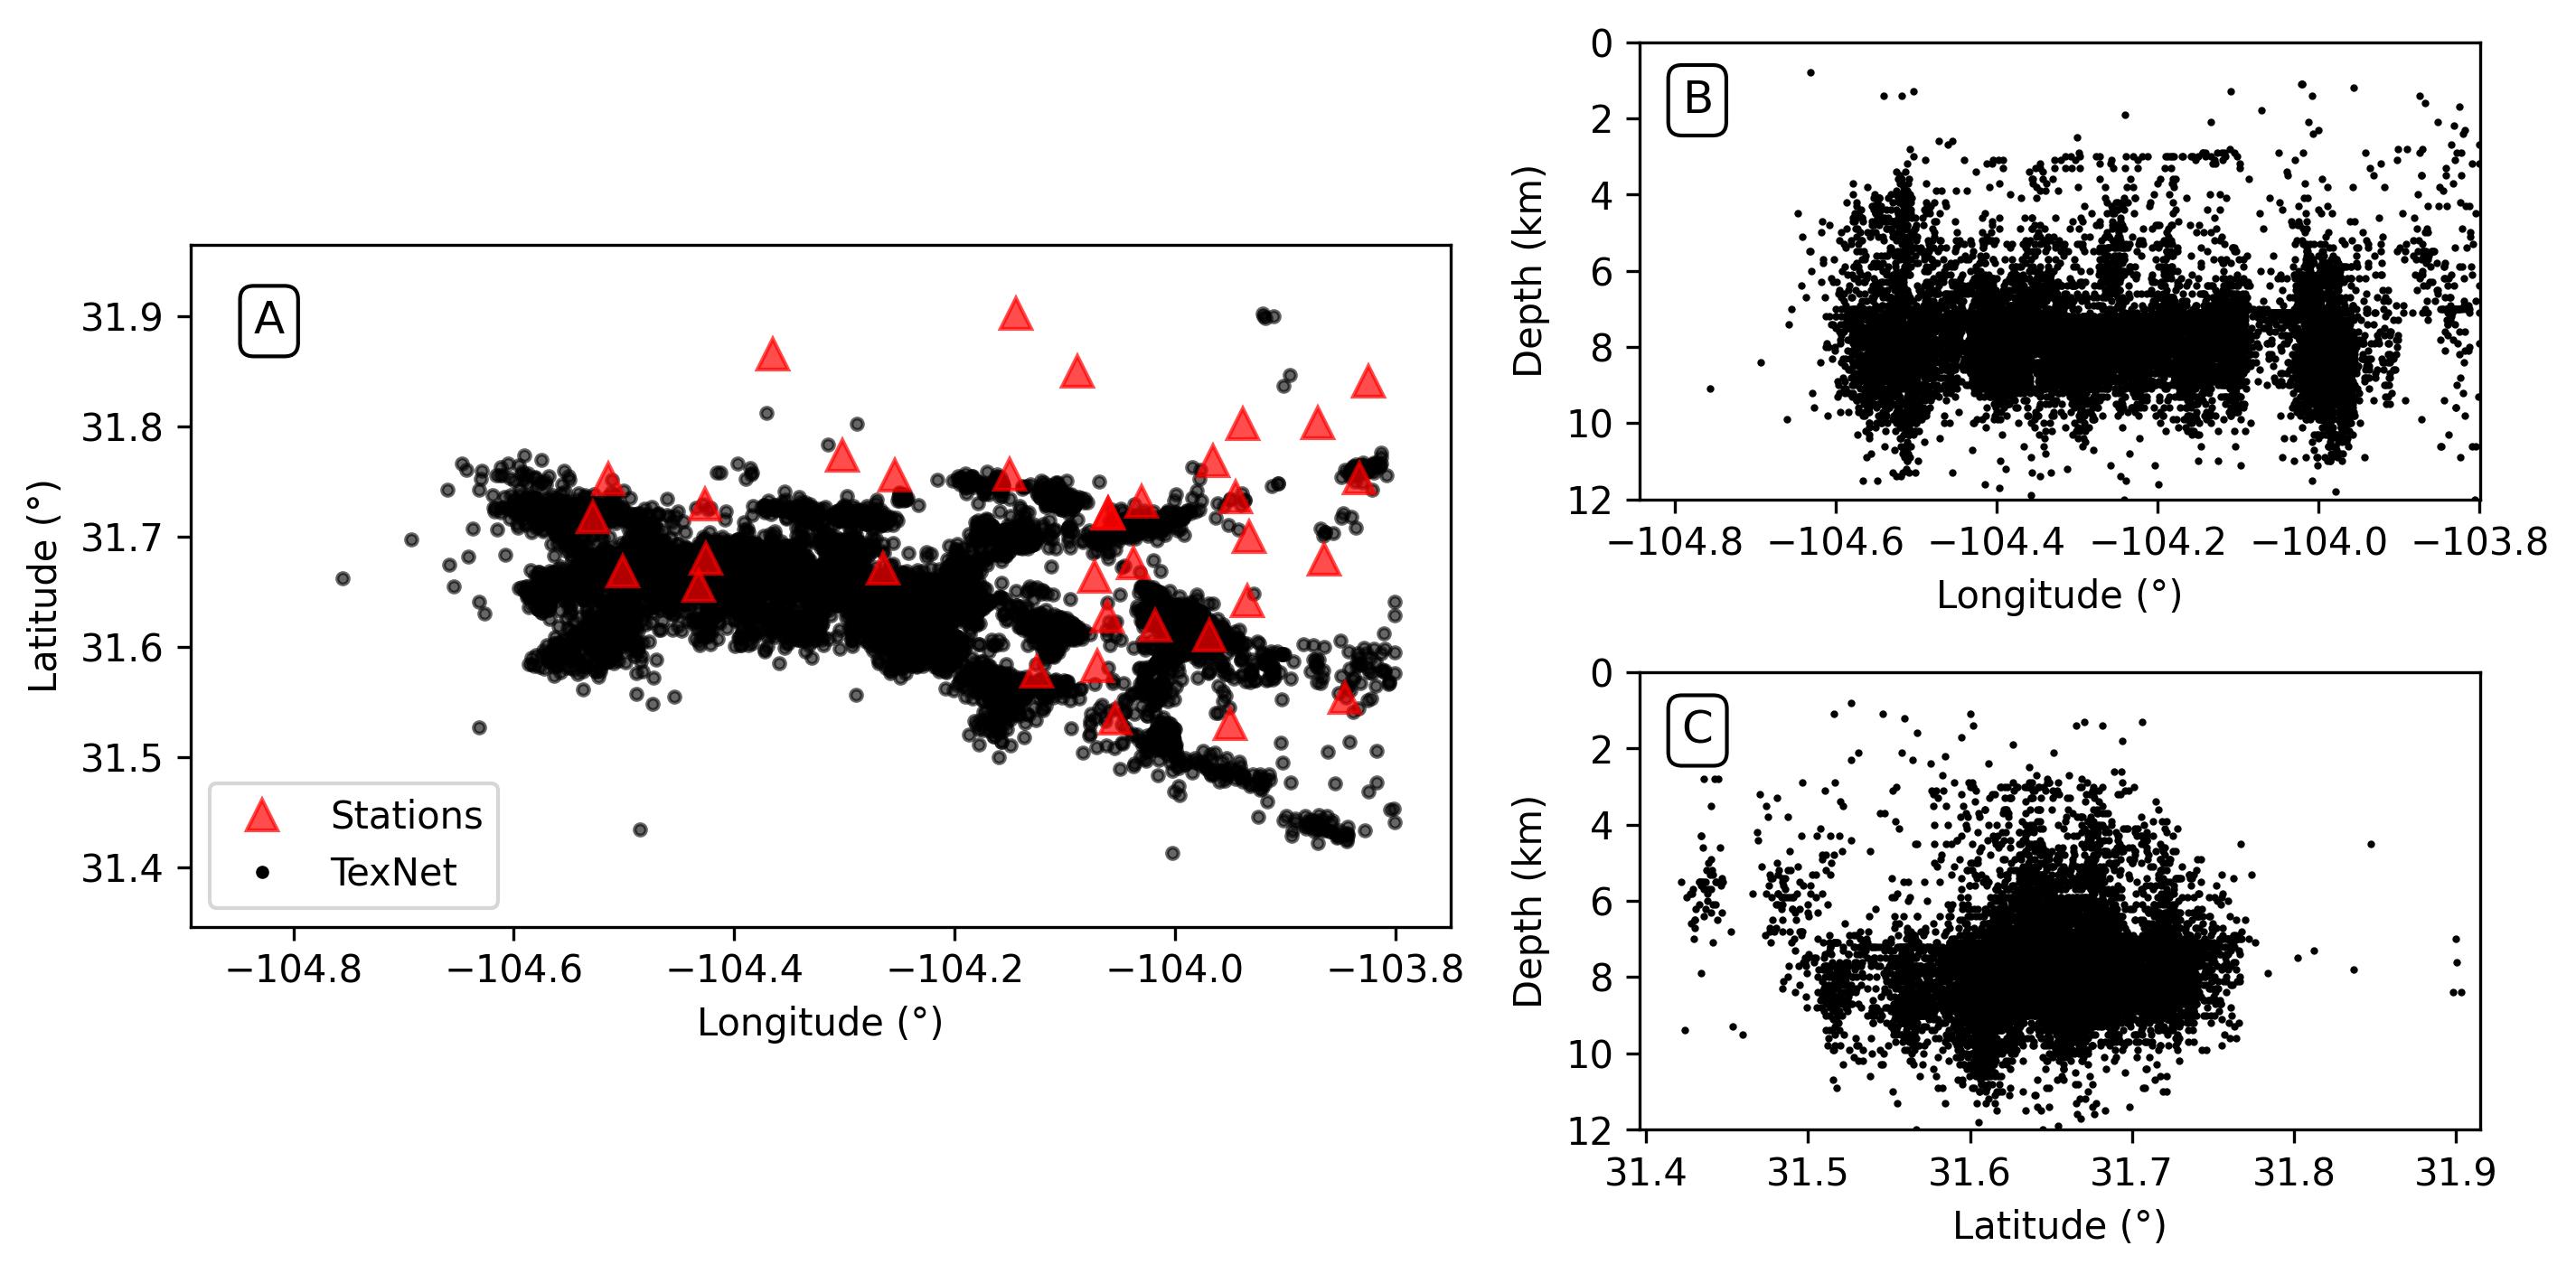 A
31.9
31.8
31.7
31.6
31.5
31.4
Latitude (°)
Stations
TexNet
−104.8 −104.6 −104.4 −104.2 −104.0 −103.8
Longitude (°)
B
0
2
4
6
8
10
12
Depth (km)
−104.8 −104.6 −104.4 −104.2 −104.0 −103.8
Longitude (°)
C
0
2
4
6
8
10
12
Depth (km)
31.4 31.5 31.6 31.7 31.8 31.9
Latitude (°)